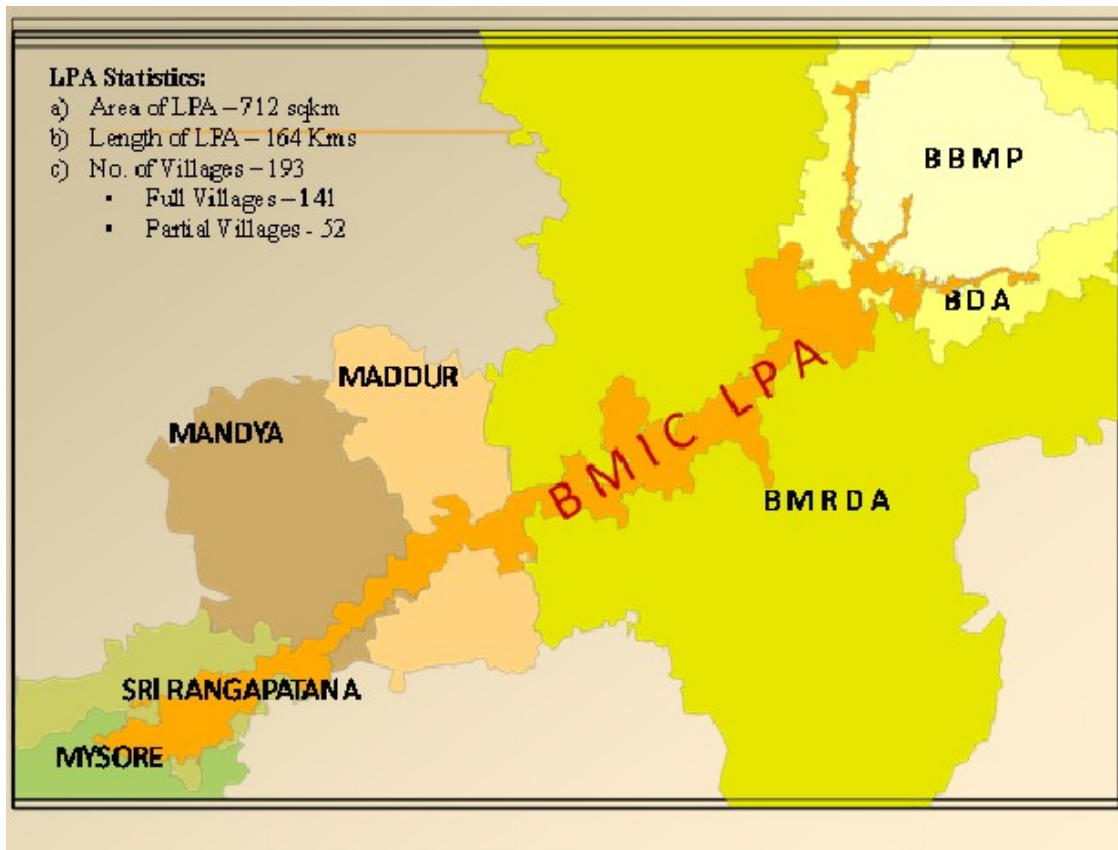 LPA Statistics:
a) Area of LPA – 712 sqkm
b) Length of LPA – 164 Kms
c) No. of Villages – 193
▪ Full Villages – 141
▪ Partial Villages - 52
BBMP
BDA
BMIC LPA
MADDUR
MANDYA
BMRDA
SRI RANGAPATANA
MYSORE